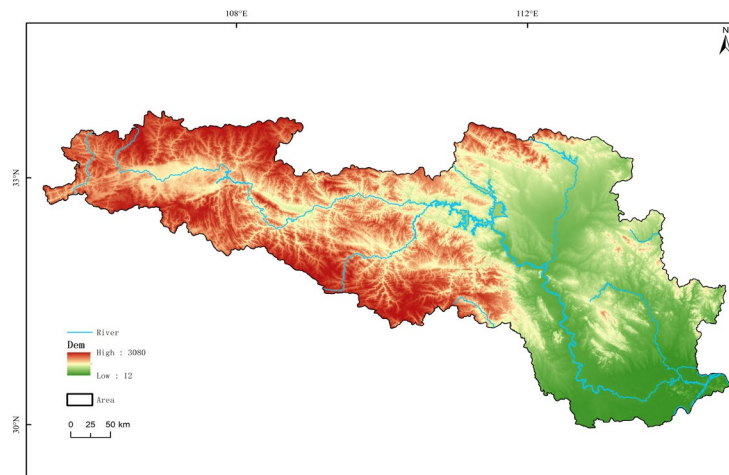 108°E
112°E
N
33°N
River
Dem
High : 3080
Low : 12
Area
0 25 50 km
30°N